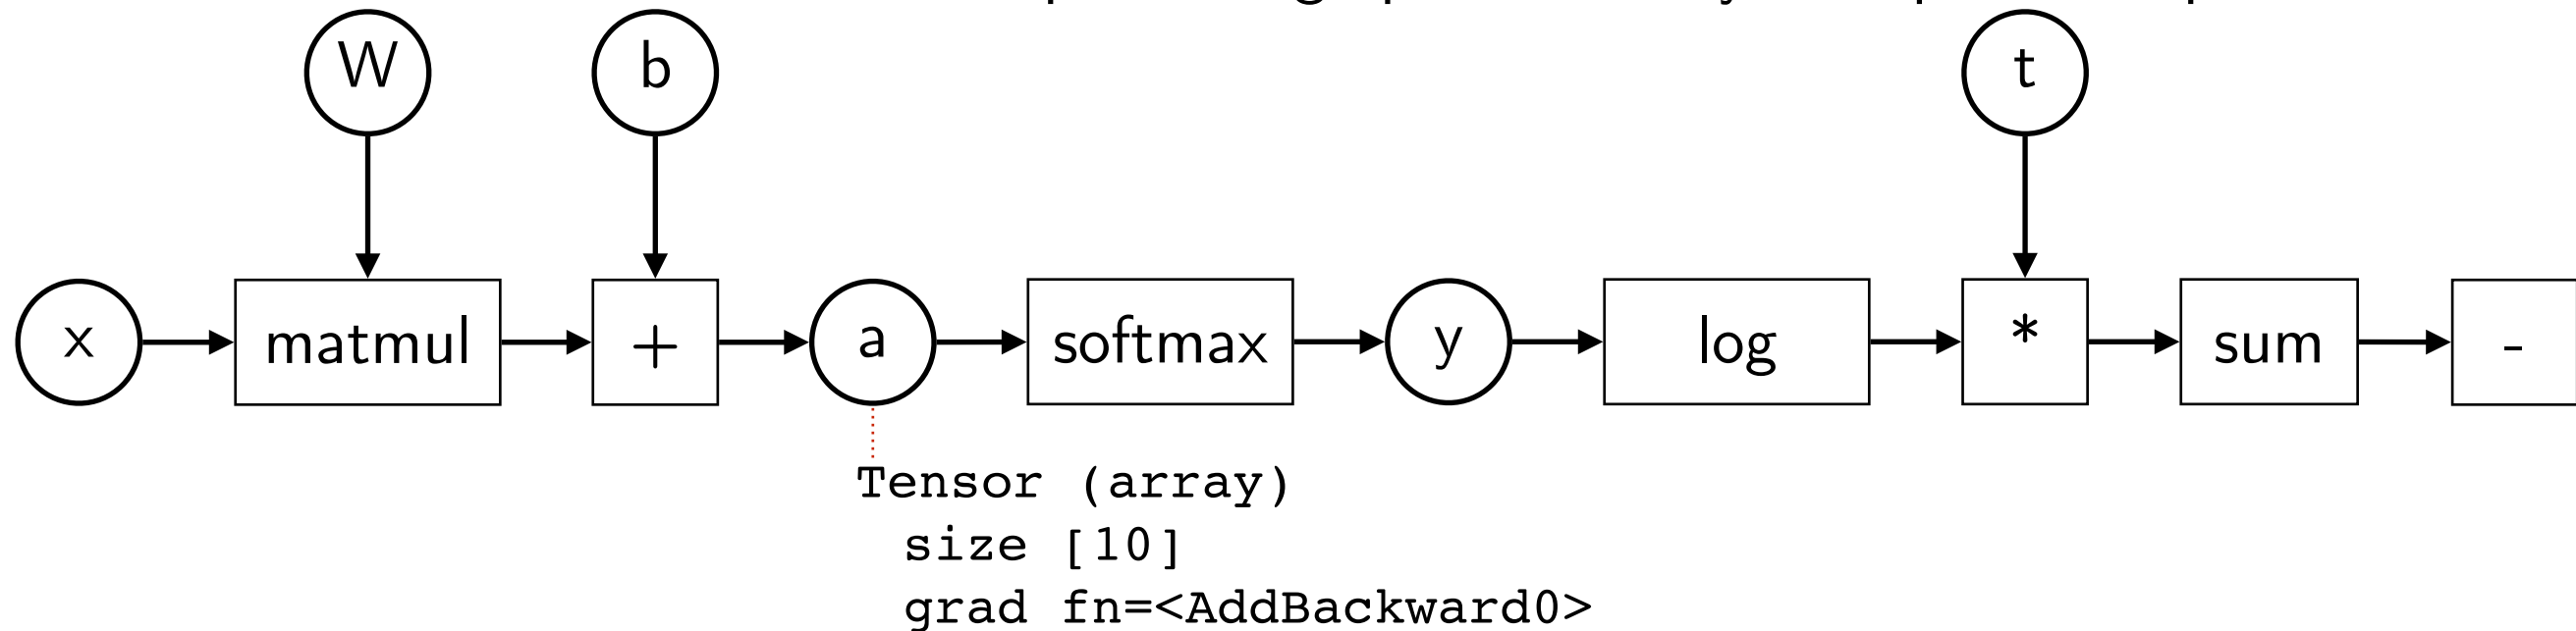 W b t
x matmul + a softmax y log * sum -
Tensor (array)
size [10]
grad fn=<AddBackward0>